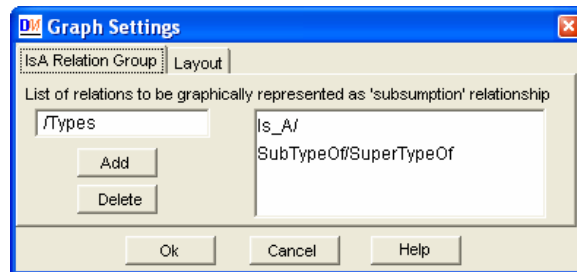 DM Graph Settings
IsA Relation Group Layout
List of relations to be graphically represented as 'subsumption' relationship
/Types
Is_A/
SubTypeOf/SuperTypeOf
Add
Delete
Ok Cancel Help